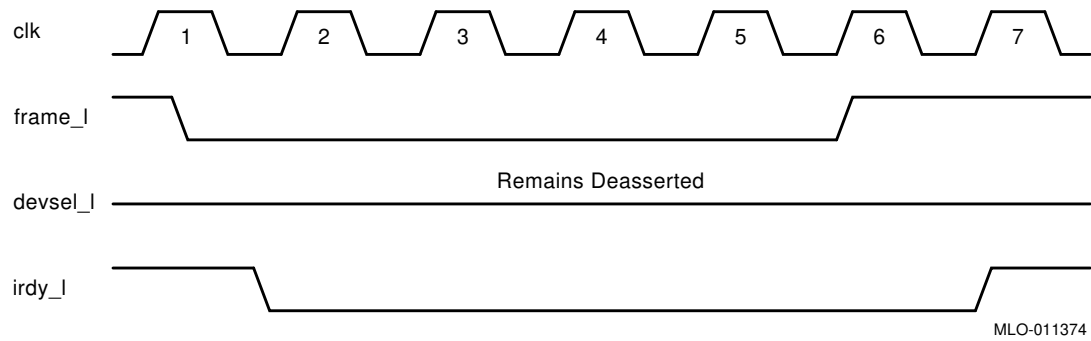 clk 1 2 3 4 5 6 7
frame_l
Remains Deasserted
devsel_l
irdy_l
MLO-011374